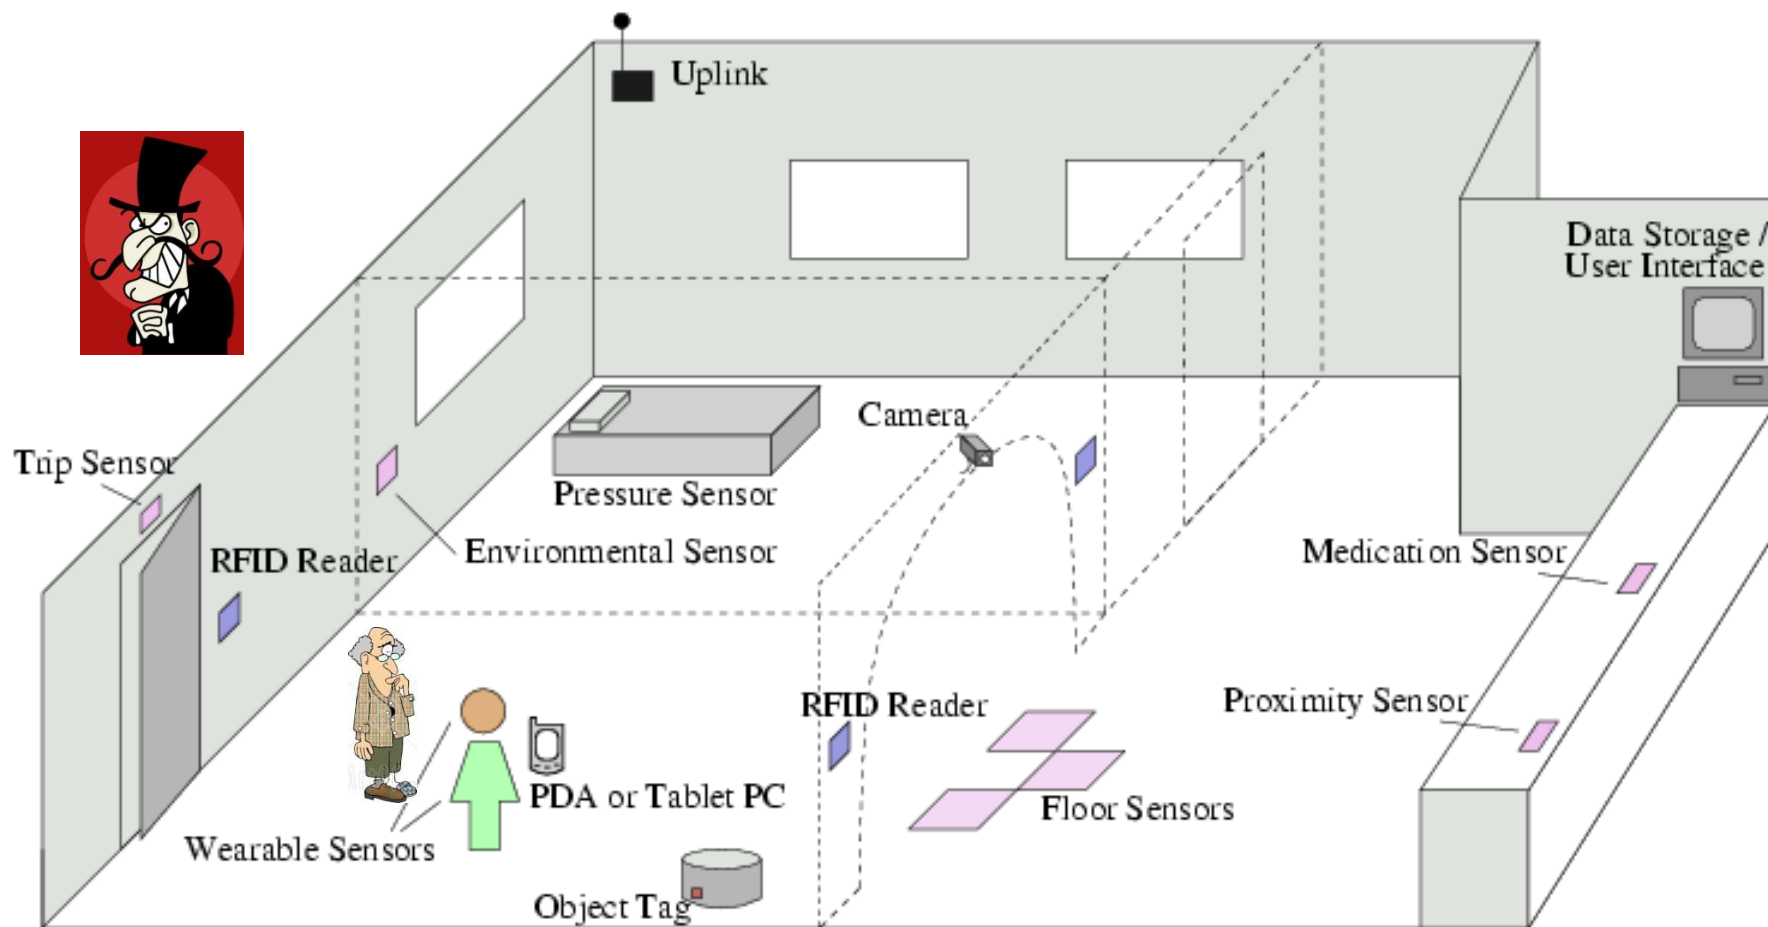 Uplink
Data Storage /
User Interface
Camera
Trip Sensor
Pressure Sensor
RFID Reader
Environmental Sensor
Medication Sensor
RFID Reader
Proximity Sensor
PDA or Tablet PC
Floor Sensors
Wearable Sensors
Object Tag